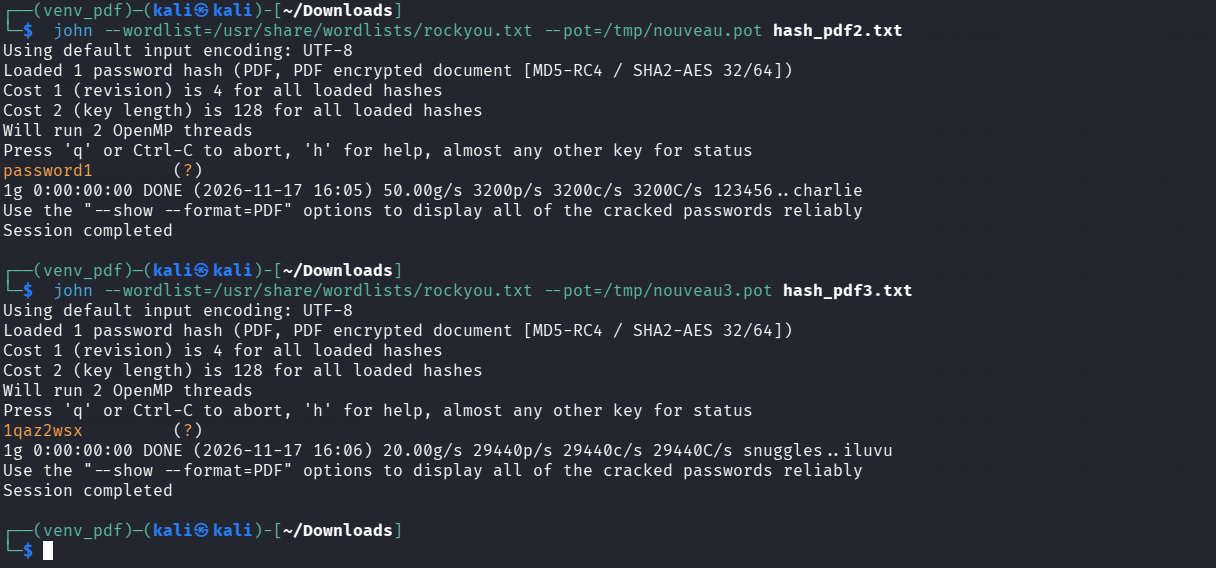 ┌──(venv_pdf)─(kali㉿kali)-[~/Downloads]
└─$  john --wordlist=/usr/share/wordlists/rockyou.txt --pot=/tmp/nouveau.pot hash_pdf2.txt
Using default input encoding: UTF-8
Loaded 1 password hash (PDF, PDF encrypted document [MD5-RC4 / SHA2-AES 32/64])
Cost 1 (revision) is 4 for all loaded hashes
Cost 2 (key length) is 128 for all loaded hashes
Will run 2 OpenMP threads
Press 'q' or Ctrl-C to abort, 'h' for help, almost any other key for status
password1        (?)
1g 0:00:00:00 DONE (2026-11-17 16:05) 50.00g/s 3200p/s 3200c/s 3200C/s 123456..charlie
Use the "--show --format=PDF" options to display all of the cracked passwords reliably
Session completed

┌──(venv_pdf)─(kali㉿kali)-[~/Downloads]
└─$  john --wordlist=/usr/share/wordlists/rockyou.txt --pot=/tmp/nouveau3.pot hash_pdf3.txt
Using default input encoding: UTF-8
Loaded 1 password hash (PDF, PDF encrypted document [MD5-RC4 / SHA2-AES 32/64])
Cost 1 (revision) is 4 for all loaded hashes
Cost 2 (key length) is 128 for all loaded hashes
Will run 2 OpenMP threads
Press 'q' or Ctrl-C to abort, 'h' for help, almost any other key for status
1qaz2wsx         (?)
1g 0:00:00:00 DONE (2026-11-17 16:06) 20.00g/s 29440p/s 29440c/s 29440C/s snuggles..iluvu
Use the "--show --format=PDF" options to display all of the cracked passwords reliably
Session completed

┌──(venv_pdf)─(kali㉿kali)-[~/Downloads]
└─$